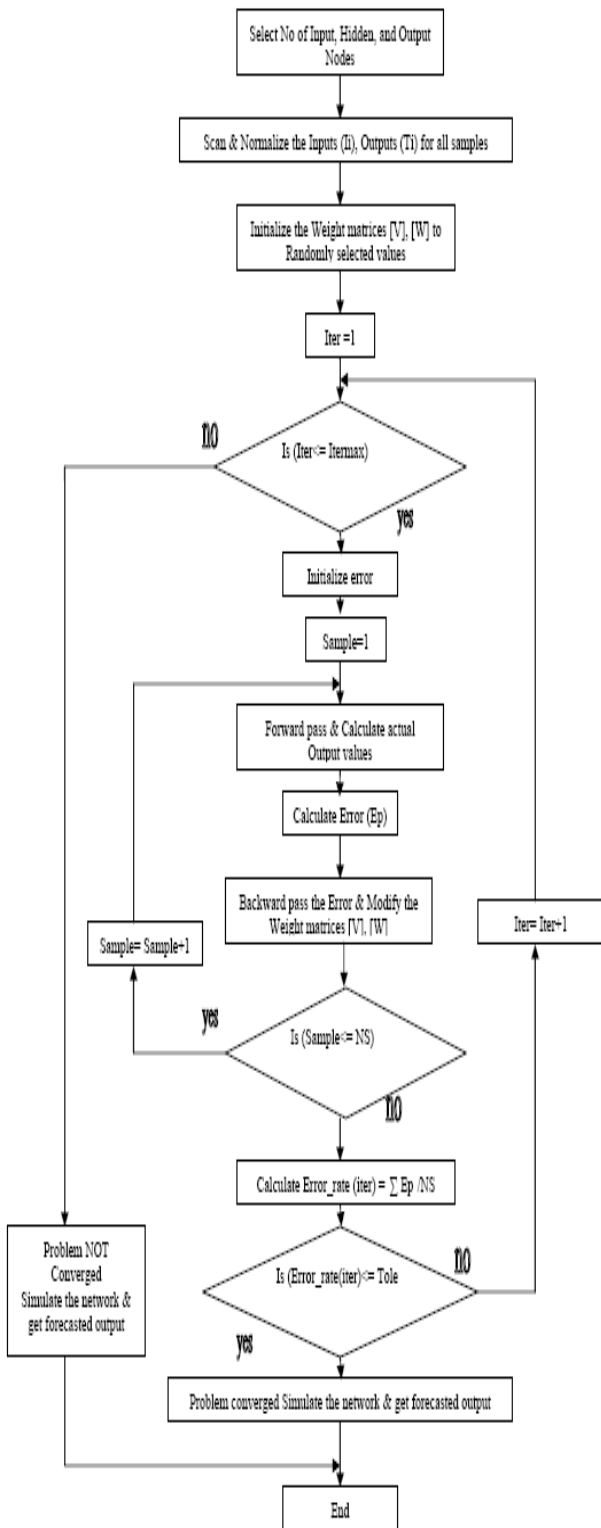 Select No of Input, Hidden, and Output
Nodes
Scan & Normalize the Inputs (Ii), Outputs (Ti) for all samples
Initialize the Weight matrices [V], [W] to
Randomly selected values
Iter =1
no
Is (Iter<= Itermax)
yes
Initialize error
Sample=1
Forward pass & Calculate actual
Output values
Calculate Error (Ep)
Backward pass the Error & Modify the
Weight matrices [V], [W]
Sample= Sample+1
Iter= Iter+1
yes
Is (Sample<= NS)
no
Calculate Error_rate (iter) = ∑ Ep /NS
Problem NOT
Converged
Simulate the network &
get forecasted output
Is (Error_rate(iter)<= Tole
no
yes
Problem converged Simulate the network & get forecasted output
End